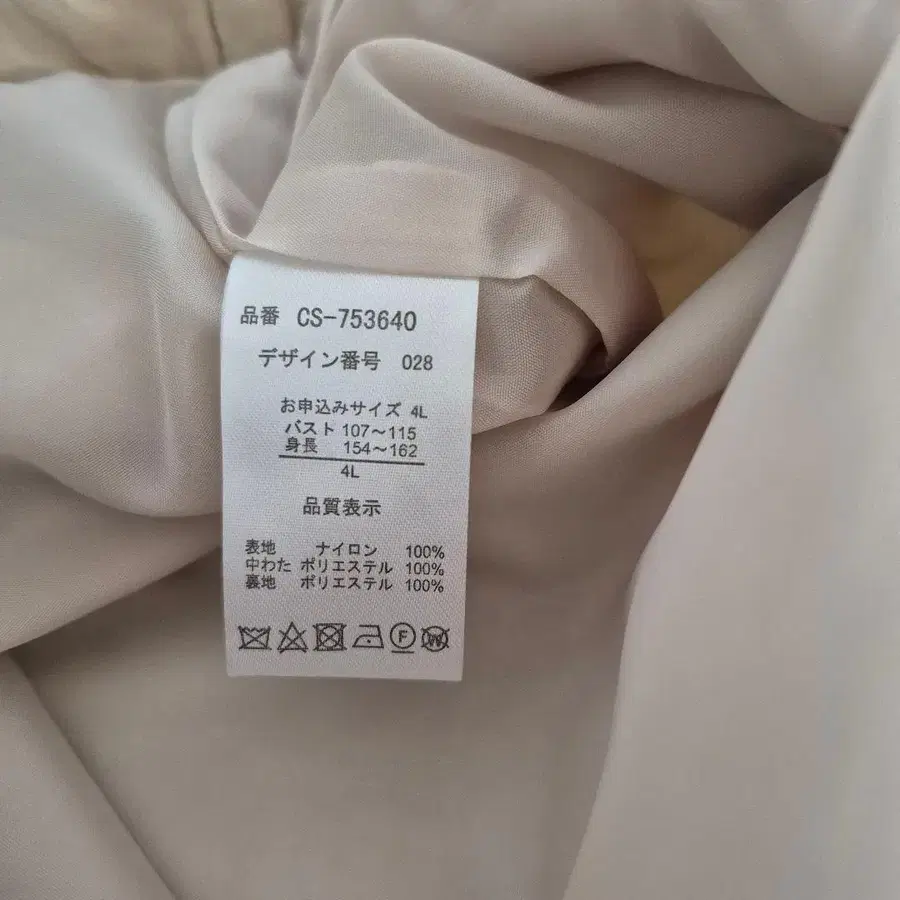 品番 CS-753640
デザイン番号 028
お申込みサイズ 4L
バスト 107～115
身長 154～162
4L
品質表示
表地 ナイロン 100%
中わた ポリエステル 100%
裏地 ポリエステル 100%
F W